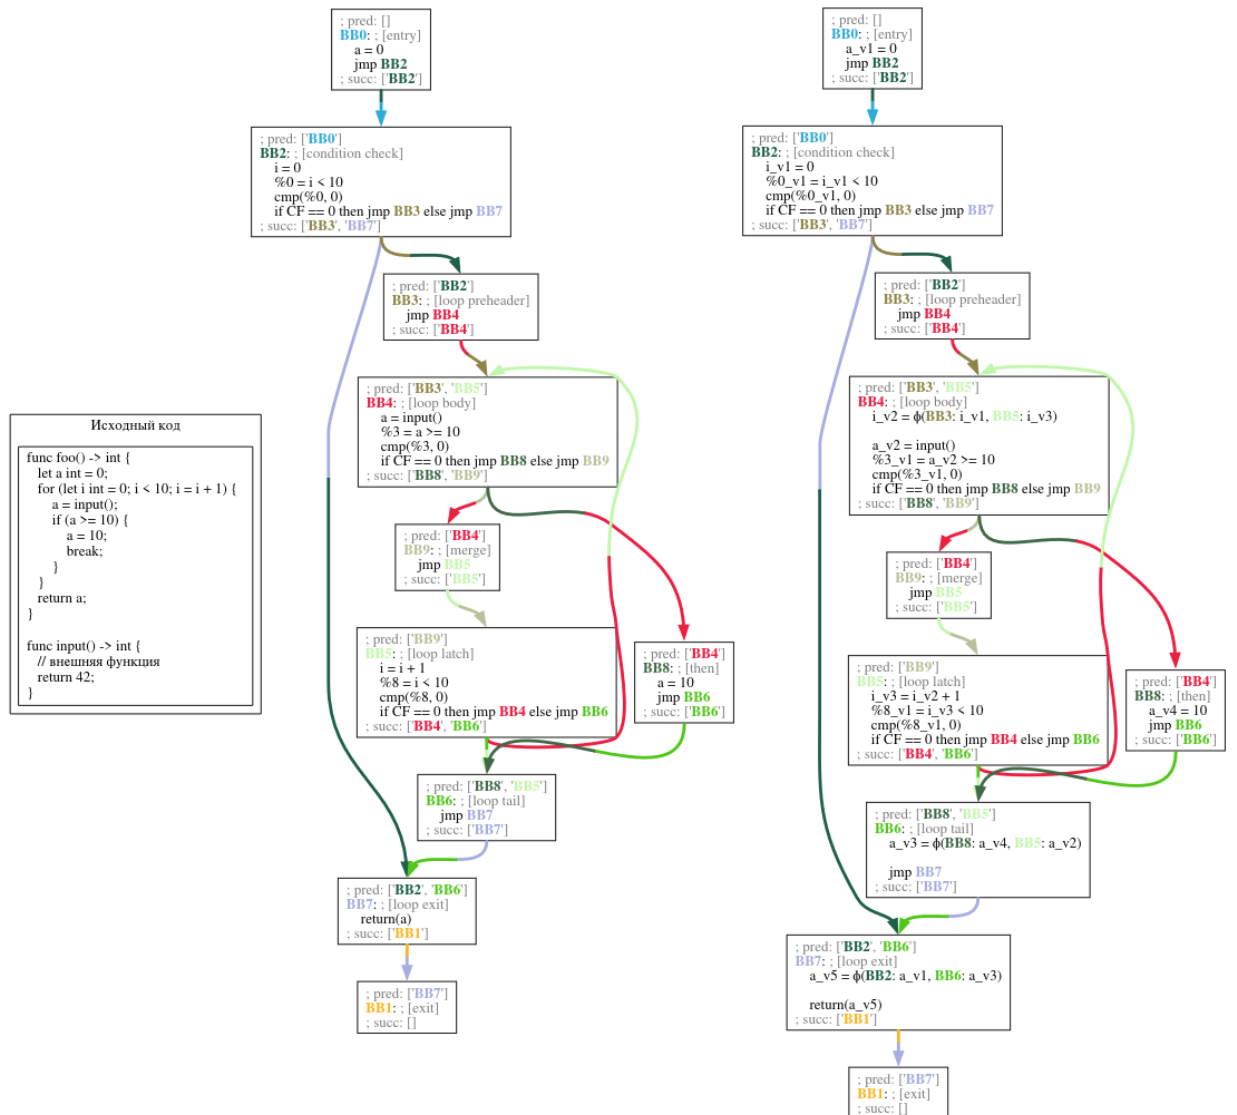 Исходный код
func foo() -> int {
let a int = 0;
for (let i int = 0; i < 10; i = i + 1) {
a = input();
if (a >= 10) {
a = 10;
break;
}
}
return a;
}
func input() -> int {
// внешняя функция
return 42;
}
; pred: []
BB0: ; [entry]
a = 0
jmp BB2
; succ: ['BB2']
; pred: ['BB0']
BB2: ; [condition check]
i = 0
%0 = i < 10
cmp(%0, 0)
if CF == 0 then jmp BB3 else jmp BB7
; succ: ['BB3', 'BB7']
; pred: ['BB2']
BB3: ; [loop preheader]
jmp BB4
; succ: ['BB4']
; pred: ['BB3', 'BB5']
BB4: ; [loop body]
a = input()
%3 = a >= 10
cmp(%3, 0)
if CF == 0 then jmp BB8 else jmp BB9
; succ: ['BB8', 'BB9']
; pred: ['BB4']
BB9: ; [merge]
jmp BB5
; succ: ['BB5']
; pred: ['BB9']
BB5: ; [loop latch]
i = i + 1
%8 = i < 10
cmp(%8, 0)
if CF == 0 then jmp BB4 else jmp BB6
; succ: ['BB4', 'BB6']
; pred: ['BB4']
BB8: ; [then]
a = 10
jmp BB6
; succ: ['BB6']
; pred: ['BB8', 'BB5']
BB6: ; [loop tail]
jmp BB7
; succ: ['BB7']
; pred: ['BB2', 'BB6']
BB7: ; [loop exit]
return(a)
; succ: ['BB1']
; pred: ['BB7']
BB1: ; [exit]
; succ: []
; pred: []
BB0: ; [entry]
a_v1 = 0
jmp BB2
; succ: ['BB2']
; pred: ['BB0']
BB2: ; [condition check]
i_v1 = 0
%0_v1 = i_v1 < 10
cmp(%0_v1, 0)
if CF == 0 then jmp BB3 else jmp BB7
; succ: ['BB3', 'BB7']
; pred: ['BB2']
BB3: ; [loop preheader]
jmp BB4
; succ: ['BB4']
; pred: ['BB3', 'BB5']
BB4: ; [loop body]
i_v2 = ϕ(BB3: i_v1, BB5: i_v3)
a_v2 = input()
%3_v1 = a_v2 >= 10
cmp(%3_v1, 0)
if CF == 0 then jmp BB8 else jmp BB9
; succ: ['BB8', 'BB9']
; pred: ['BB4']
BB9: ; [merge]
jmp BB5
; succ: ['BB5']
; pred: ['BB9']
BB5: ; [loop latch]
i_v3 = i_v2 + 1
%8_v1 = i_v3 < 10
cmp(%8_v1, 0)
if CF == 0 then jmp BB4 else jmp BB6
; succ: ['BB4', 'BB6']
; pred: ['BB4']
BB8: ; [then]
a_v4 = 10
jmp BB6
; succ: ['BB6']
; pred: ['BB8', 'BB5']
BB6: ; [loop tail]
a_v3 = ϕ(BB8: a_v4, BB5: a_v2)
jmp BB7
; succ: ['BB7']
; pred: ['BB2', 'BB6']
BB7: ; [loop exit]
a_v5 = ϕ(BB2: a_v1, BB6: a_v3)
return(a_v5)
; succ: ['BB1']
; pred: ['BB7']
BB1: ; [exit]
; succ: []